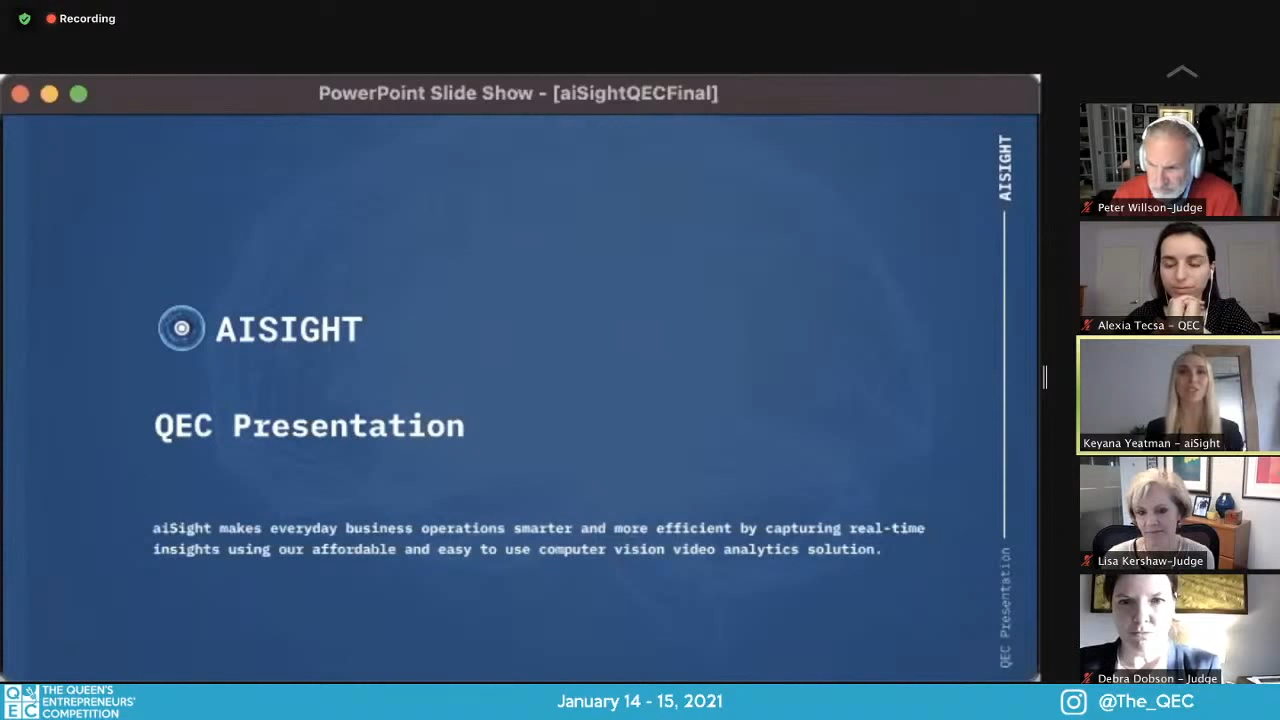 Recording
PowerPoint Slide Show - [aiSightQECFinal]
AISIGHT
AISIGHT
QEC Presentation
aiSight makes everyday business operations smarter and more efficient by capturing real-time
insights using our affordable and easy to use computer vision video analytics solution.
QEC Presentation
Peter Willson-Judge
Alexia Tecsa - QEC
Keyana Yeatman - aiSight
Lisa Kershaw-Judge
Debra Dobson - Judge
QEC
THE QUEEN'S
ENTREPRENEURS'
COMPETITION
January 14 - 15, 2021
@The_QEC